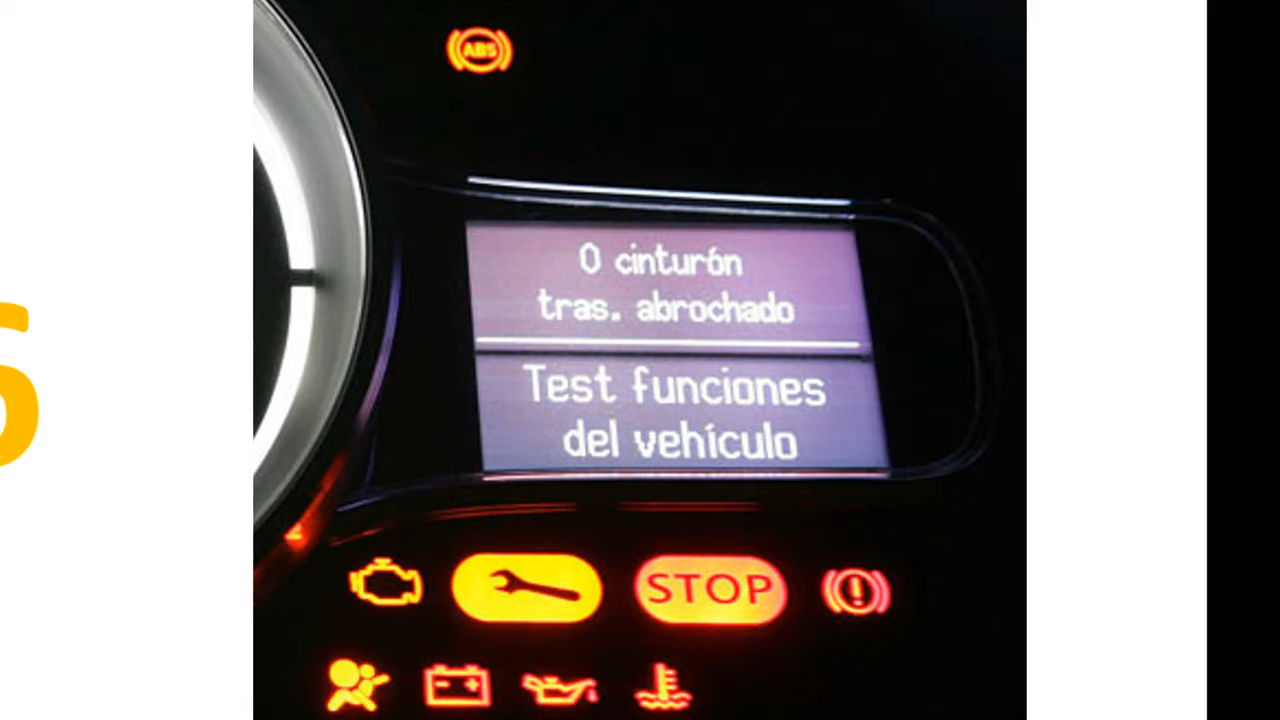 ABS
0 cinturón
tras. abrochado
Test funciones
del vehículo
STOP